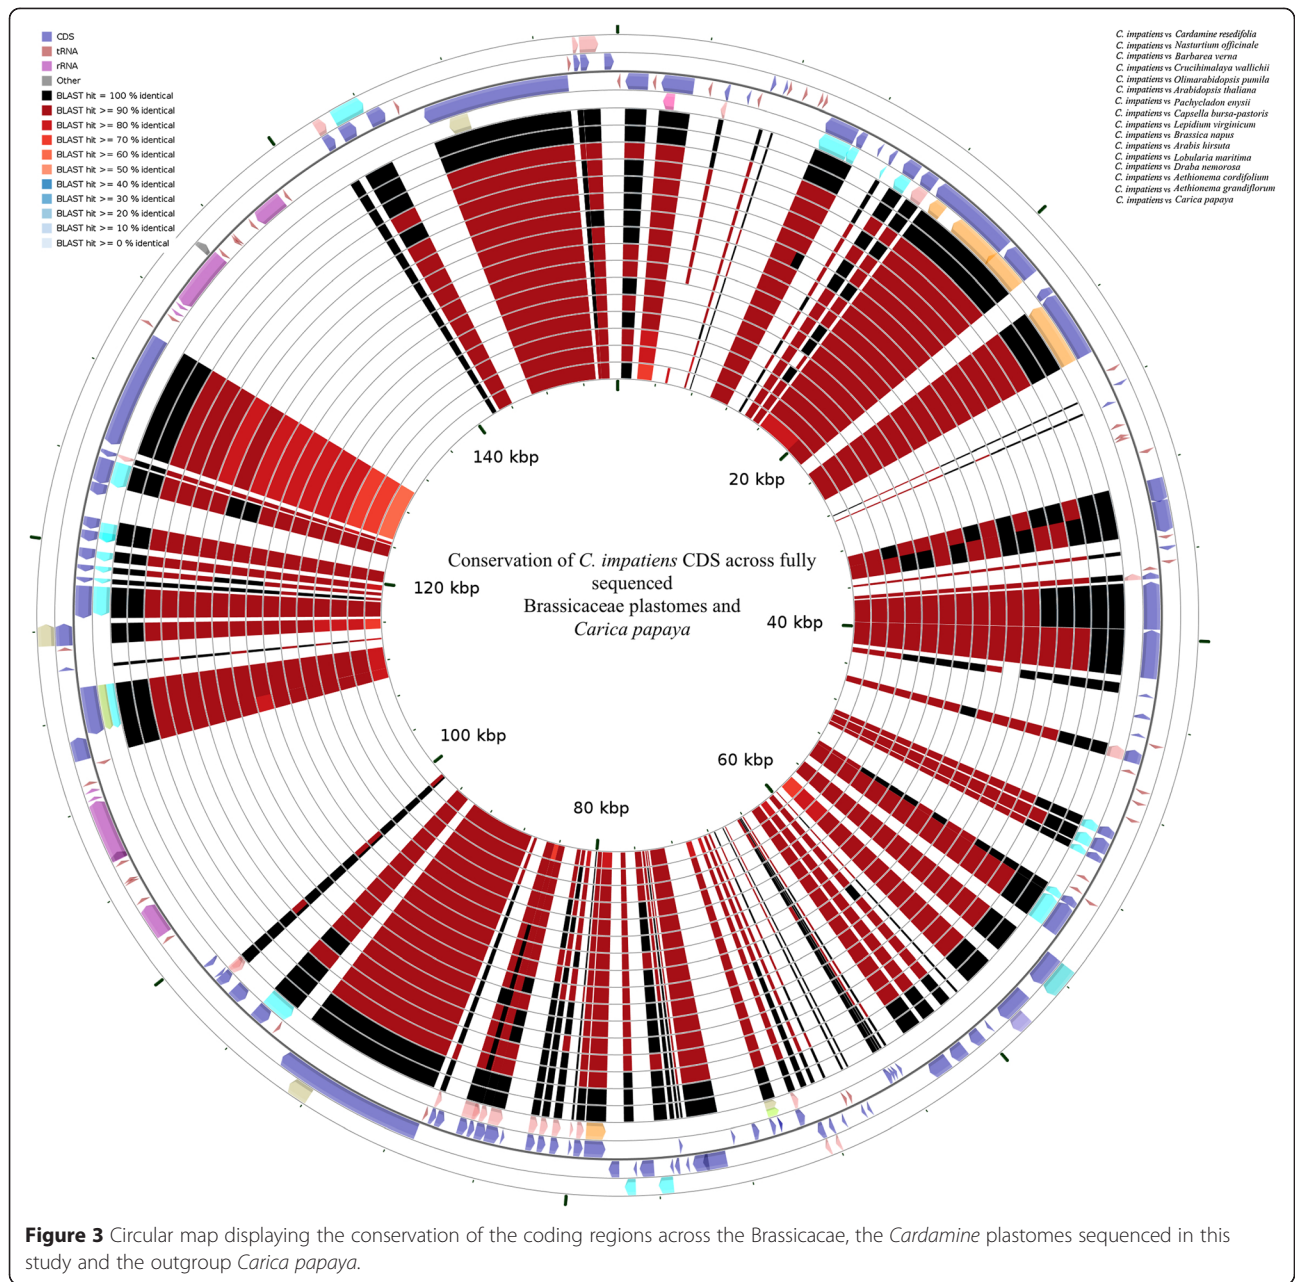 CDS
tRNA
rRNA
Other
BLAST hit = 100 % identical
BLAST hit >= 90 % identical
BLAST hit >= 80 % identical
BLAST hit >= 70 % identical
BLAST hit >= 60 % identical
BLAST hit >= 50 % identical
BLAST hit >= 40 % identical
BLAST hit >= 30 % identical
BLAST hit >= 20 % identical
BLAST hit >= 10 % identical
BLAST hit >= 0 % identical
C. impatiens vs Cardamine resedifolia
C. impatiens vs Nasturtium officinale
C. impatiens vs Barbarea verna
C. impatiens vs Crucihimalaya wallichii
C. impatiens vs Olimarabidopsis pumila
C. impatiens vs Arabidopsis thaliana
C. impatiens vs Pachycladon enysii
C. impatiens vs Capsella bursa-pastoris
C. impatiens vs Lepidium virginicum
C. impatiens vs Brassica napus
C. impatiens vs Arabis hirsuta
C. impatiens vs Lobularia maritima
C. impatiens vs Draba nemorosa
C. impatiens vs Aethionema cordifolium
C. impatiens vs Aethionema grandiflorum
C. impatiens vs Carica papaya
140 kbp
20 kbp
Conservation of C. impatiens CDS across fully
sequenced
Brassicaceae plastomes and
Carica papaya
120 kbp
40 kbp
100 kbp
60 kbp
80 kbp
Figure 3 Circular map displaying the conservation of the coding regions across the Brassicacae, the Cardamine plastomes sequenced in this
study and the outgroup Carica papaya.